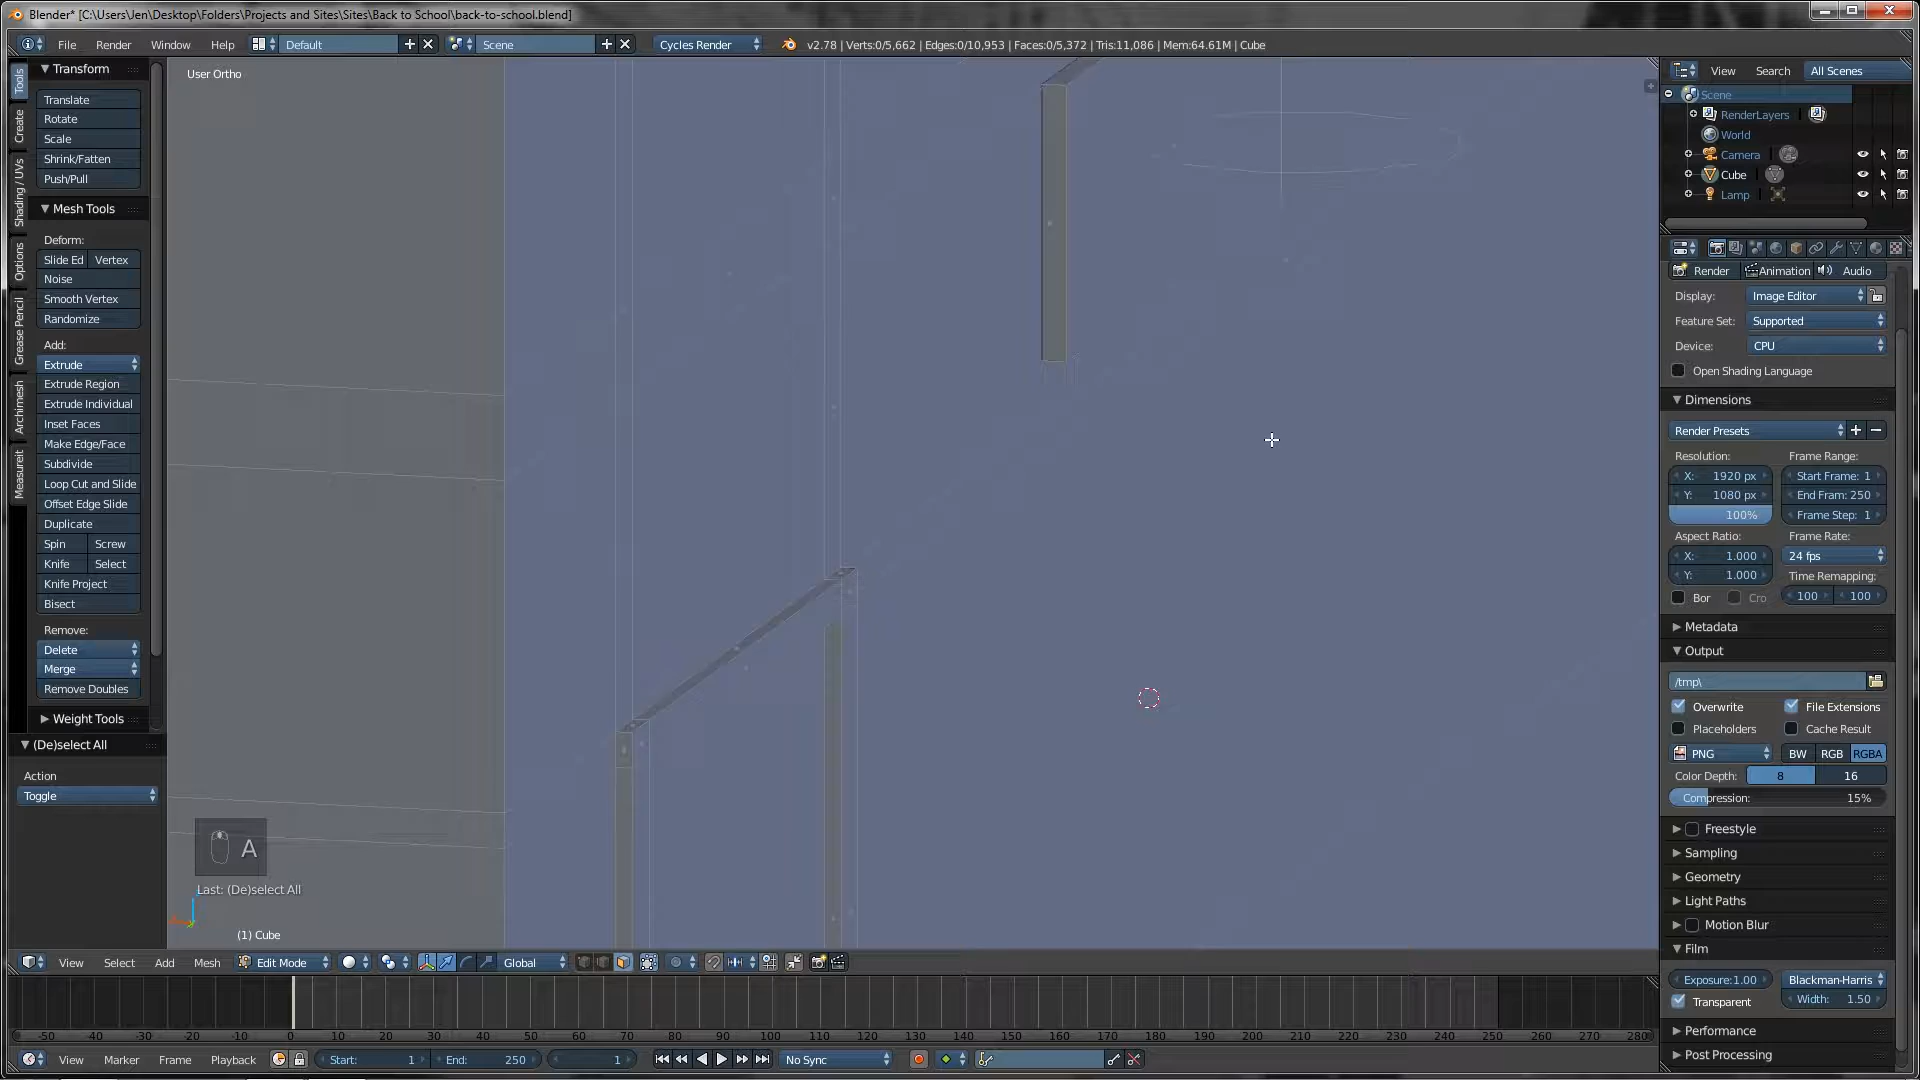 Blender* [C:\Users\Jen\Desktop\Folders\Projects and Sites\Sites\Back to School\back-to-school.blend]
File Render Window Help Default Scene Cycles Render v2.78 | Verts:0/5,662 | Edges:0/10,953 | Faces:0/5,372 | Tris:11,086 | Mem:64.61M | Cube
Tools
Create
Shading / UVs
Options
Grease Pencil
Archimesh
Measureit
Transform
Translate
Rotate
Scale
Shrink/Fatten
Push/Pull
Mesh Tools
Deform:
Slide Ed Vertex
Noise
Smooth Vertex
Randomize
Add:
Extrude
Extrude Region
Extrude Individual
Inset Faces
Make Edge/Face
Subdivide
Loop Cut and Slide
Offset Edge Slide
Duplicate
Spin Screw
Knife Select
Knife Project
Bisect
Remove:
Delete
Merge
Remove Doubles
Weight Tools
(De)select All
Action
Toggle
User Ortho
A
Last: (De)select All
(1) Cube
View Select Add Mesh Edit Mode Global
-50 -40 -30 -20 -10 0 10 20 30 40 50 60 70 80 90 100 110 120 130 140 150 160 170 180 190 200 210 220 230 240 250 260 270 280
View Marker Frame Playback Start: 1 End: 250 1 No Sync
View Search All Scenes
Scene
RenderLayers
World
Camera
Cube
Lamp
Render Animation Audio
Display: Image Editor
Feature Set: Supported
Device: CPU
Open Shading Language
Dimensions
Render Presets
Resolution: Frame Range:
X: 1920 px Start Frame: 1
Y: 1080 px End Fram: 250
100% Frame Step: 1
Aspect Ratio: Frame Rate:
X: 1.000 24 fps
Y: 1.000 Time Remapping:
Bor Cro 100 100
Metadata
Output
/tmp\
Overwrite File Extensions
Placeholders Cache Result
PNG BW RGB RGBA
Color Depth: 8 16
Compression: 15%
Freestyle
Sampling
Geometry
Light Paths
Motion Blur
Film
Exposure:1.00 Blackman-Harris
Transparent Width: 1.50
Performance
Post Processing